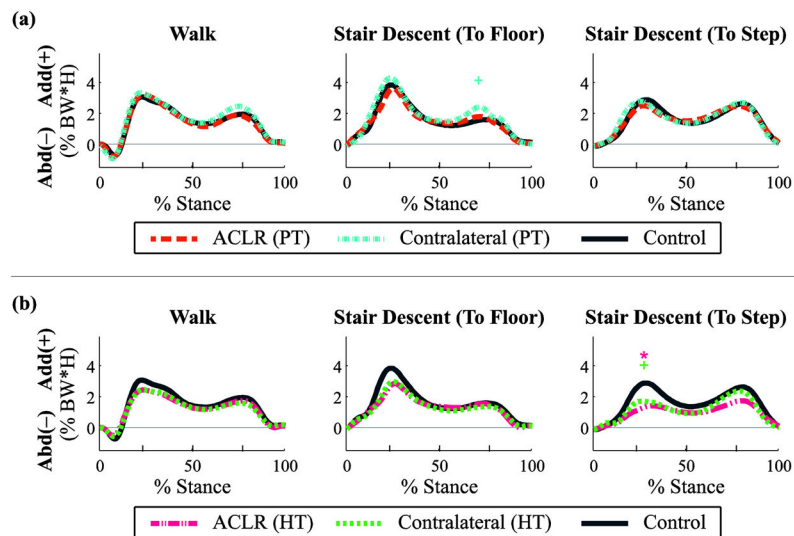 (a)
Walk
Stair Descent (To Floor)
Stair Descent (To Step)
Abd(−) Add(+)
(% BW*H)
4
2
0
0 50 100
% Stance
4
2
0
0 50 100
% Stance
4
2
0
0 50 100
% Stance
ACLR (PT) Contralateral (PT) Control
(b)
Walk
Stair Descent (To Floor)
Stair Descent (To Step)
Abd(−) Add(+)
(% BW*H)
4
2
0
0 50 100
% Stance
4
2
0
0 50 100
% Stance
*
+
4
2
0
0 50 100
% Stance
ACLR (HT) Contralateral (HT) Control